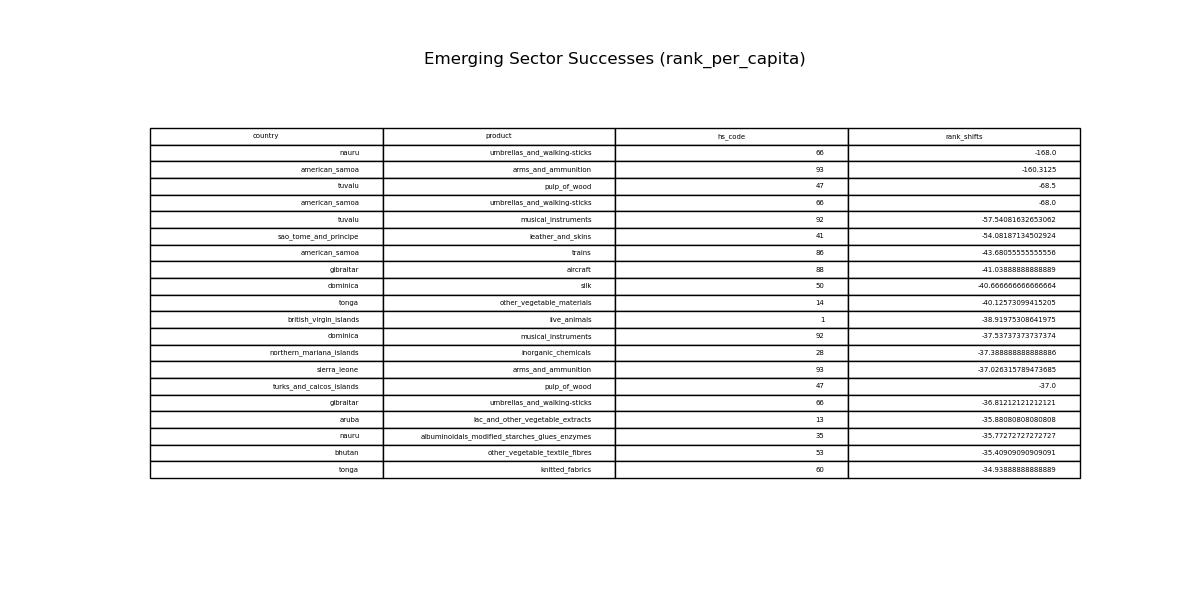 Emerging Sector Successes (rank_per_capita)
country product hs_code rank_shifts
nauru umbrellas_and_walking-sticks 66 -168.0
american_samoa arms_and_ammunition 93 -160.3125
tuvalu pulp_of_wood 47 -68.5
american_samoa umbrellas_and_walking-sticks 66 -68.0
tuvalu musical_instruments 92 -57.54081632653062
sao_tome_and_principe leather_and_skins 41 -54.08187134502924
american_samoa trains 86 -43.68055555555556
gibraltar aircraft 88 -41.03888888888889
dominica silk 50 -40.666666666666664
tonga other_vegetable_materials 14 -40.12573099415205
british_virgin_islands live_animals 1 -38.91975308641975
dominica musical_instruments 92 -37.53737373737374
northern_mariana_islands inorganic_chemicals 28 -37.388888888888886
sierra_leone arms_and_ammunition 93 -37.026315789473685
turks_and_caicos_islands pulp_of_wood 47 -37.0
gibraltar umbrellas_and_walking-sticks 66 -36.81212121212121
aruba lac_and_other_vegetable_extracts 13 -35.88080808080808
nauru albuminoidals_modified_starches_glues_enzymes 35 -35.77272727272727
bhutan other_vegetable_textile_fibres 53 -35.40909090909091
tonga knitted_fabrics 60 -34.93888888888889